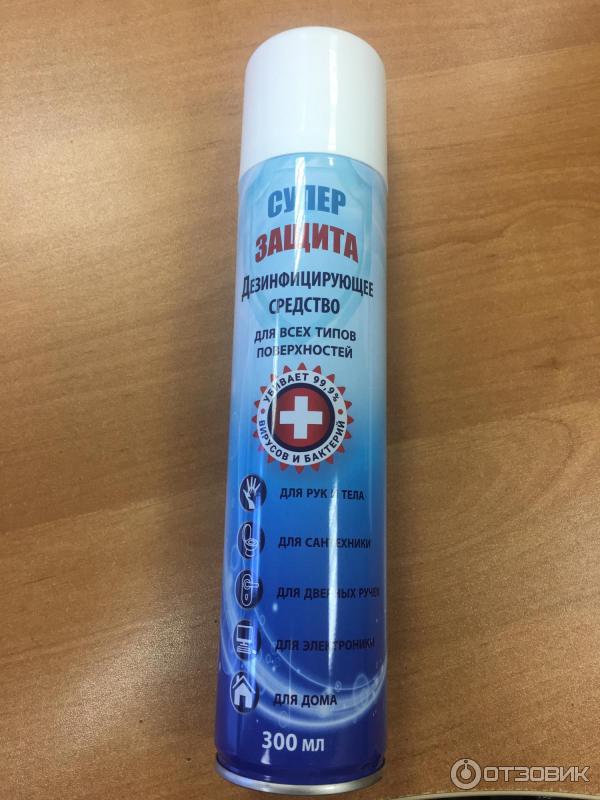 СУПЕР
ЗАЩИТА
ДЕЗИНФИЦИРУЮЩЕЕ
СРЕДСТВО
ДЛЯ ВСЕХ ТИПОВ
ПОВЕРХНОСТЕЙ
УБИВАЕТ 99,9%
ВИРУСОВ И БАКТЕРИЙ
ДЛЯ РУК И ТЕЛА
ДЛЯ САНТЕХНИКИ
ДЛЯ ДВЕРНЫХ РУЧЕК
ДЛЯ ЭЛЕКТРОНИКИ
ДЛЯ ДОМА
300 МЛ
ОТЗОВИК